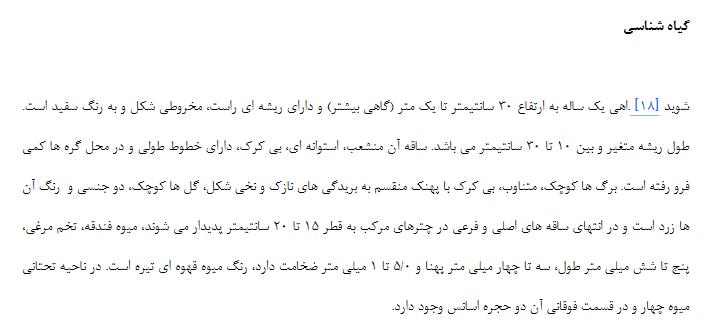 گیاه شناسی
شوید [۱۸] .اهی یک ساله به ارتفاع ۳۰ سانتیمتر تا یک متر (گاهی بیشتر) و دارای ریشه ای راست، مخروطی شکل و به رنگ سفید است.
طول ریشه متغیر و بین ۱۰ تا ۳۰ سانتیمتر می باشد. ساقه آن منشعب، استوانه ای، بی کرک، دارای خطوط طولی و در محل گره ها کمی
فرو رفته است. برگ ها کوچک، متناوب، بی کرک با پهنک منقسم به بریدگی های نازک و نخی شکل، گل ها کوچک، دو جنسی و رنگ آن
ها زرد است و در انتهای ساقه های اصلی و فرعی در چترهای مرکب به قطر ۱۵ تا ۲۰ سانتیمتر پدیدار می شوند، میوه فندقه، تخم مرغی،
پنج تا شش میلی متر طول، سه تا چهار میلی متر پهنا و ۵/۰ تا ۱ میلی متر ضخامت دارد، رنگ میوه قهوه ای تیره است. در ناحیه تحتانی
میوه چهار و در قسمت فوقانی آن دو حجره اسانس وجود دارد.